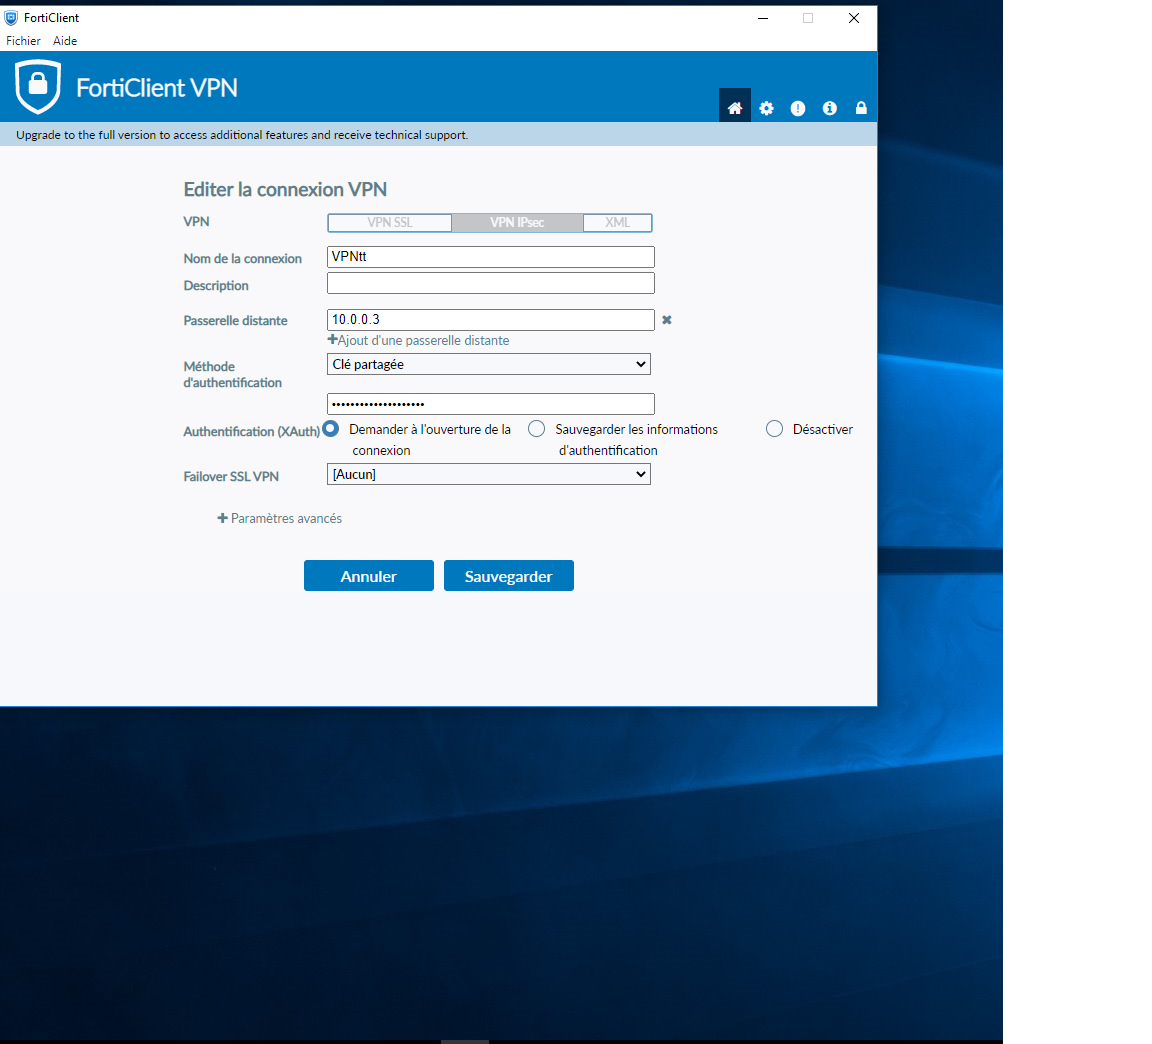 FortiClient
Fichier Aide
FortiClient VPN
Upgrade to the full version to access additional features and receive technical support.
Editer la connexion VPN
VPN VPN SSL VPN IPsec XML
Nom de la connexion VPNtt
Description
Passerelle distante 10.0.0.3
Ajout d'une passerelle distante
Méthode d'authentification Clé partagée
••••••••••••••••••••
Authentification (XAuth) Demander à l'ouverture de la connexion Sauvegarder les informations d'authentification Désactiver
Failover SSL VPN [Aucun]
Paramètres avancés
Annuler Sauvegarder